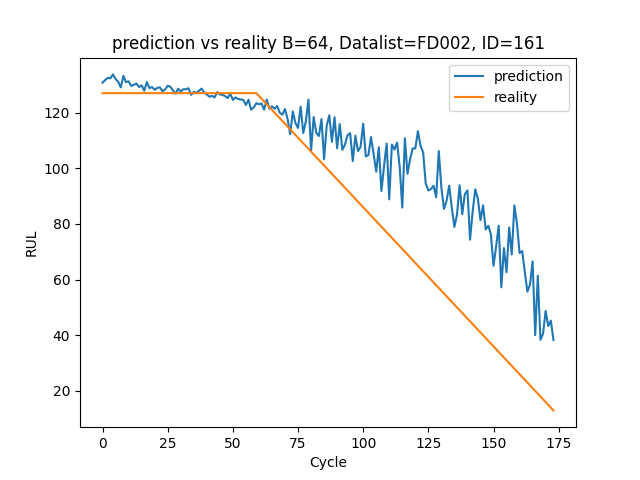 prediction vs reality B=64, Datalist=FD002, ID=161
prediction
reality
RUL
120
100
80
60
40
20
0 25 50 75 100 125 150 175
Cycle